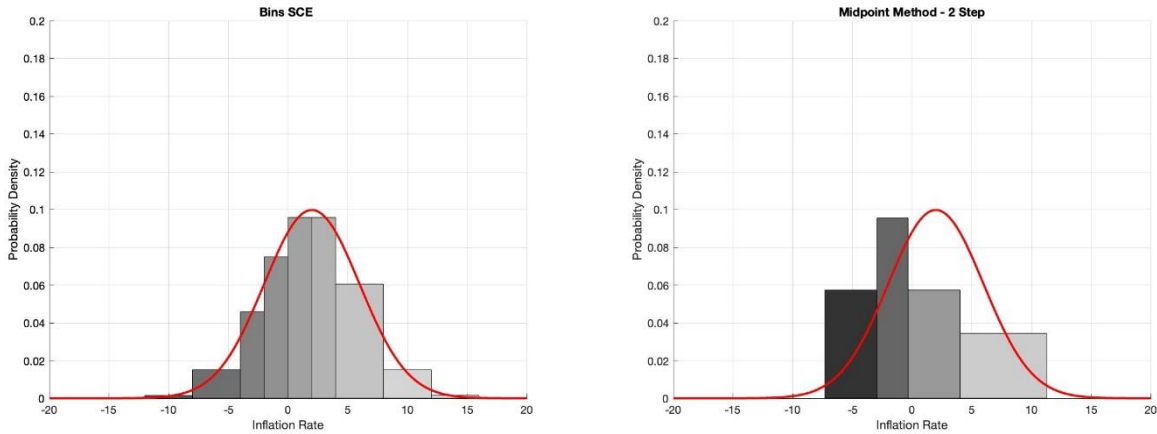 Bins SCE
0.2
0.18
0.16
0.14
0.12
0.1
0.08
0.06
0.04
0.02
0
Probability Density
-20 -15 -10 -5 0 5 10 15 20
Inflation Rate
Midpoint Method - 2 Step
0.2
0.18
0.16
0.14
0.12
0.1
0.08
0.06
0.04
0.02
0
Probability Density
-20 -15 -10 -5 0 5 10 15 20
Inflation Rate